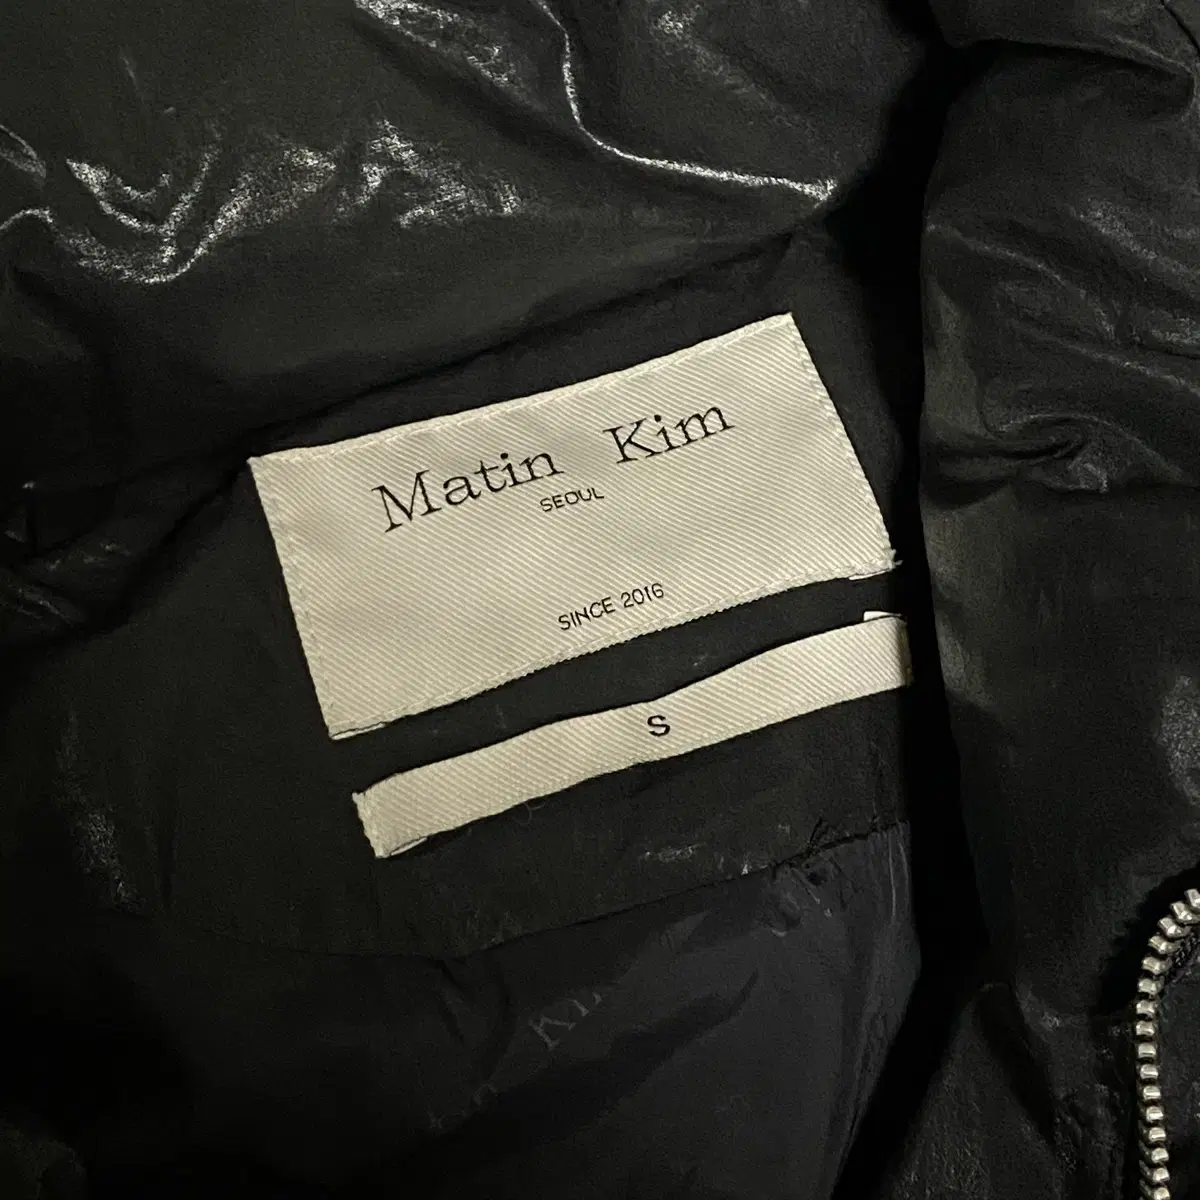 Matin Kim
SEOUL
SINCE 2016
S